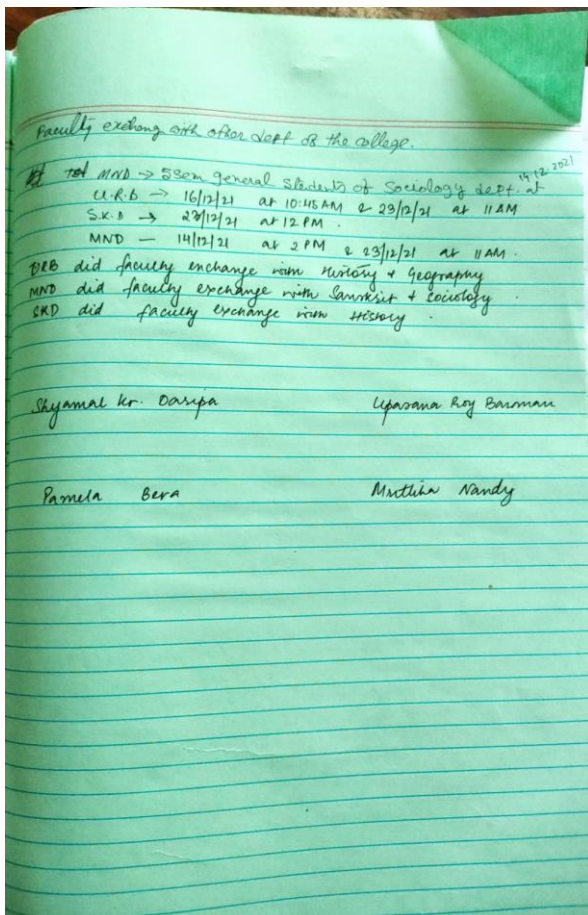 Faculty exchang with other dept of the college.
MND → 5sem general students of Sociology dept. at 14.12.2021
U.R.B → 16/12/21 at 10:45 AM & 23/12/21 at 11 AM
S.K.D → 23/12/21 at 12 PM.
MND — 14/12/21 at 2 PM & 23/12/21 at 11 AM.
URB did faculty exchange with History + Geography
MND did faculty exchange with Sanskrit + Sociology.
SKD did faculty exchange with History.
Shyamal Kr. Dasipa Upasana Roy Barman
Pamela Bera Nandy